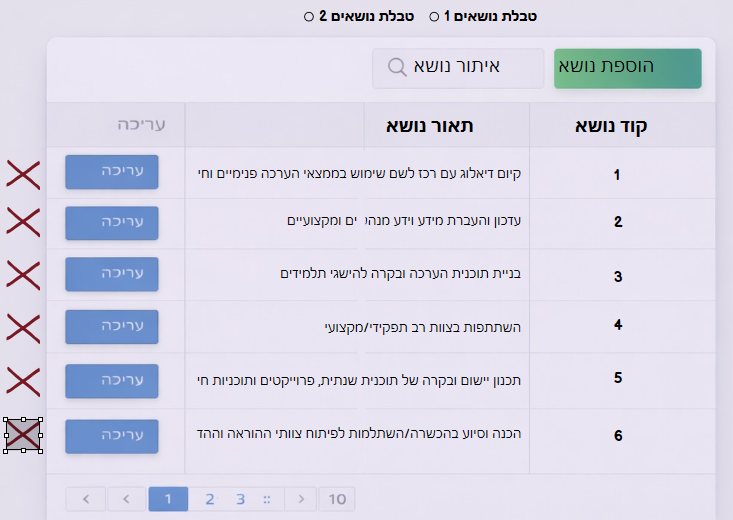 טבלת נושאים 1 טבלת נושאים 2
הוספת נושא איתור נושא
קוד נושא תאור נושא עריכה
1 קיום דיאלוג עם רכז לשם שימוש בממצאי הערכה פנימיים וחי עריכה
2 עדכון והעברת מידע וידע ים ומקצועיים עריכה
3 בניית תוכנית הערכה ובקרה להישגי תלמידים עריכה
4 השתתפות בצוות רב תפקידי/מקצועי עריכה
5 תכנון יישום ובקרה של תוכנית שנתית, פרוייקטים ותוכניות חי עריכה
6 הכנה וסיוע בהכשרה/השתלמות לפיתוח צוותי ההוראה וההד עריכה
‹ ‹ 1 2 3 :: › 10